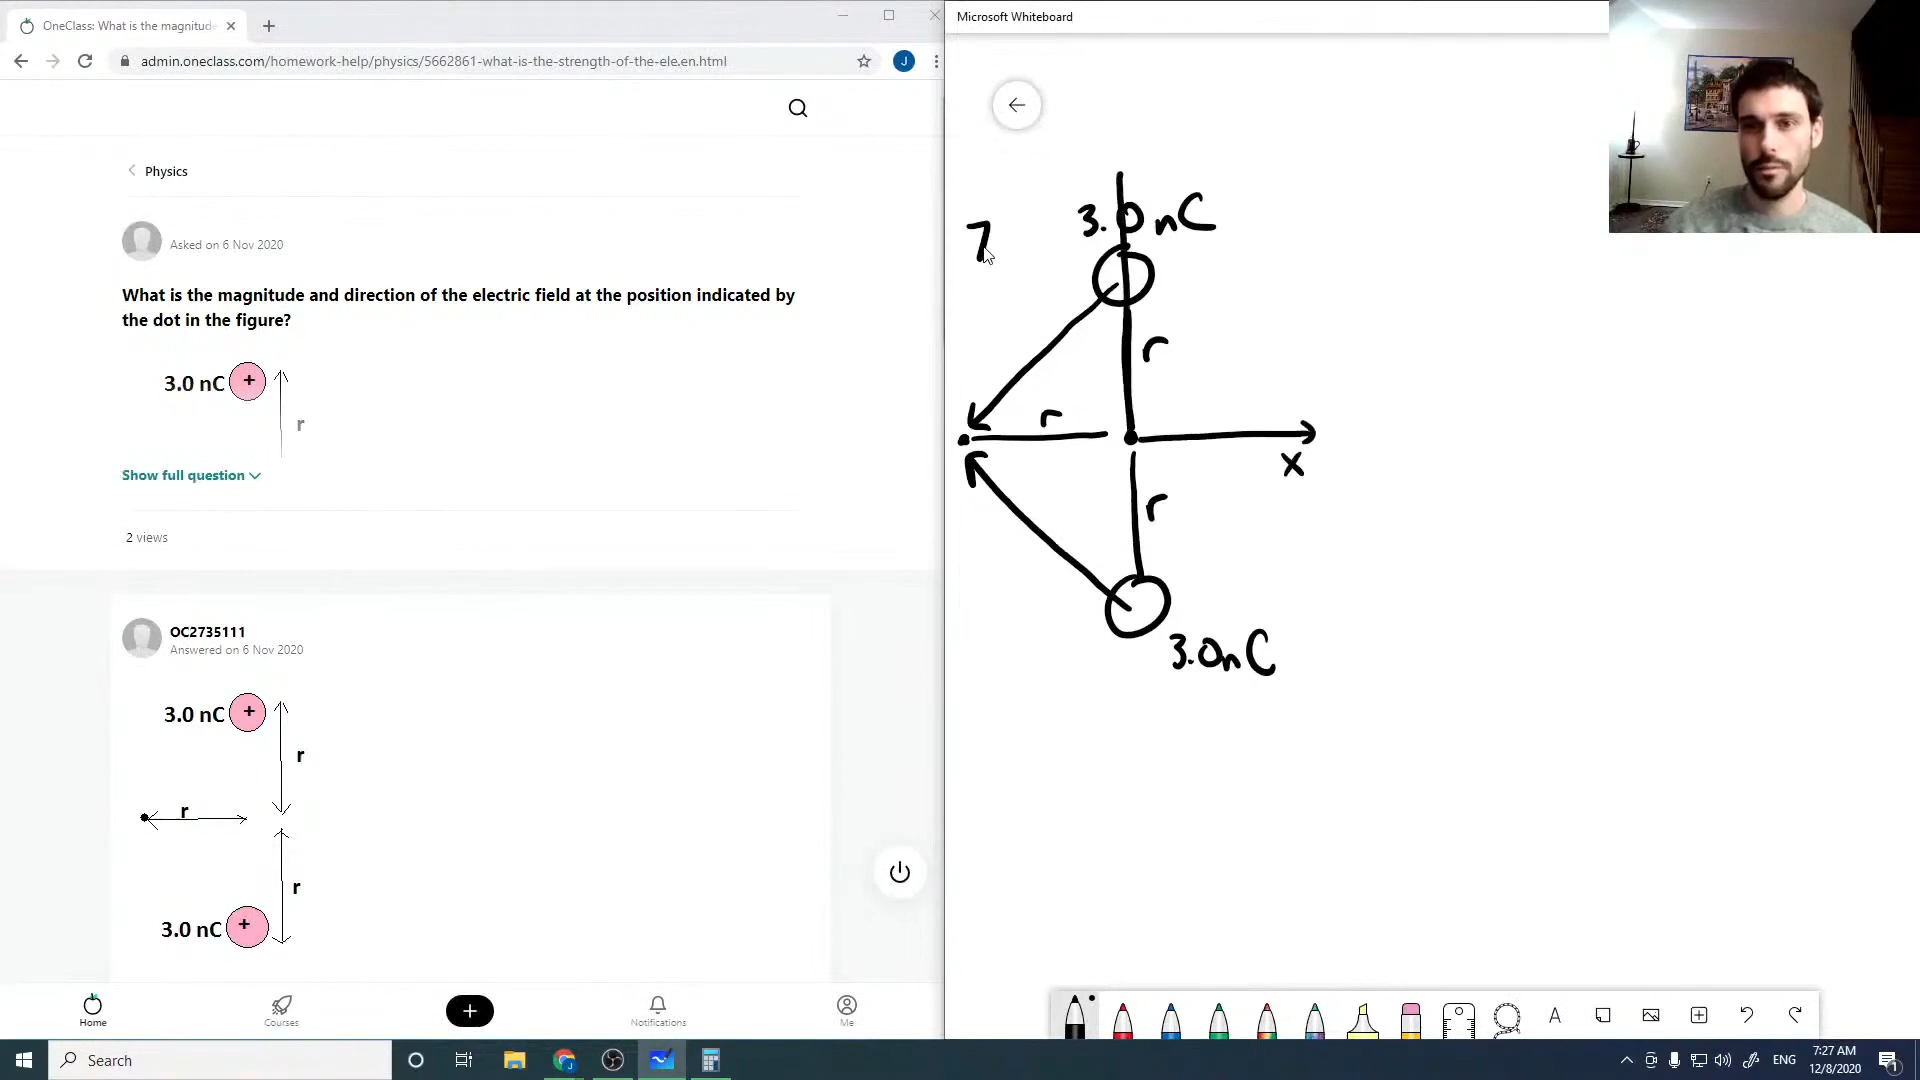 OneClass: What is the magnitude
Microsoft Whiteboard
admin.oneclass.com/homework-help/physics/5662861-what-is-the-strength-of-the-ele.en.html
J
Physics
Asked on 6 Nov 2020
What is the magnitude and direction of the electric field at the position indicated by
the dot in the figure?
3.0 nC
+
r
Show full question
2 views
OC2735111
Answered on 6 Nov 2020
3.0 nC
+
r
r
r
3.0 nC
+
Home
Courses
Notifications
Me
7
3.0 nC
r
r
x
r
3.0nC
A
Search
ENG
7:27 AM
12/8/2020
1